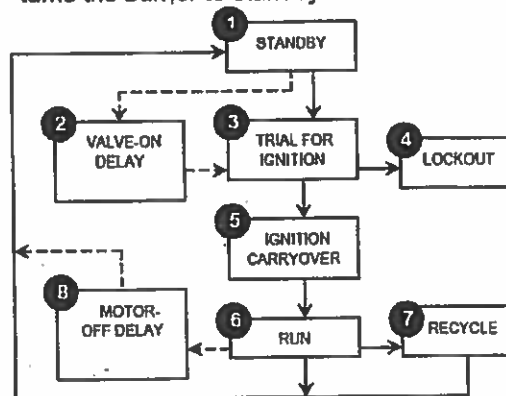 1
STANDBY
2
VALVE-ON
DELAY
3
TRIAL FOR
IGNITION
4
LOCKOUT
5
IGNITION
CARRYOVER
8
MOTOR-
OFF DELAY
6
RUN
7
RECYCLE